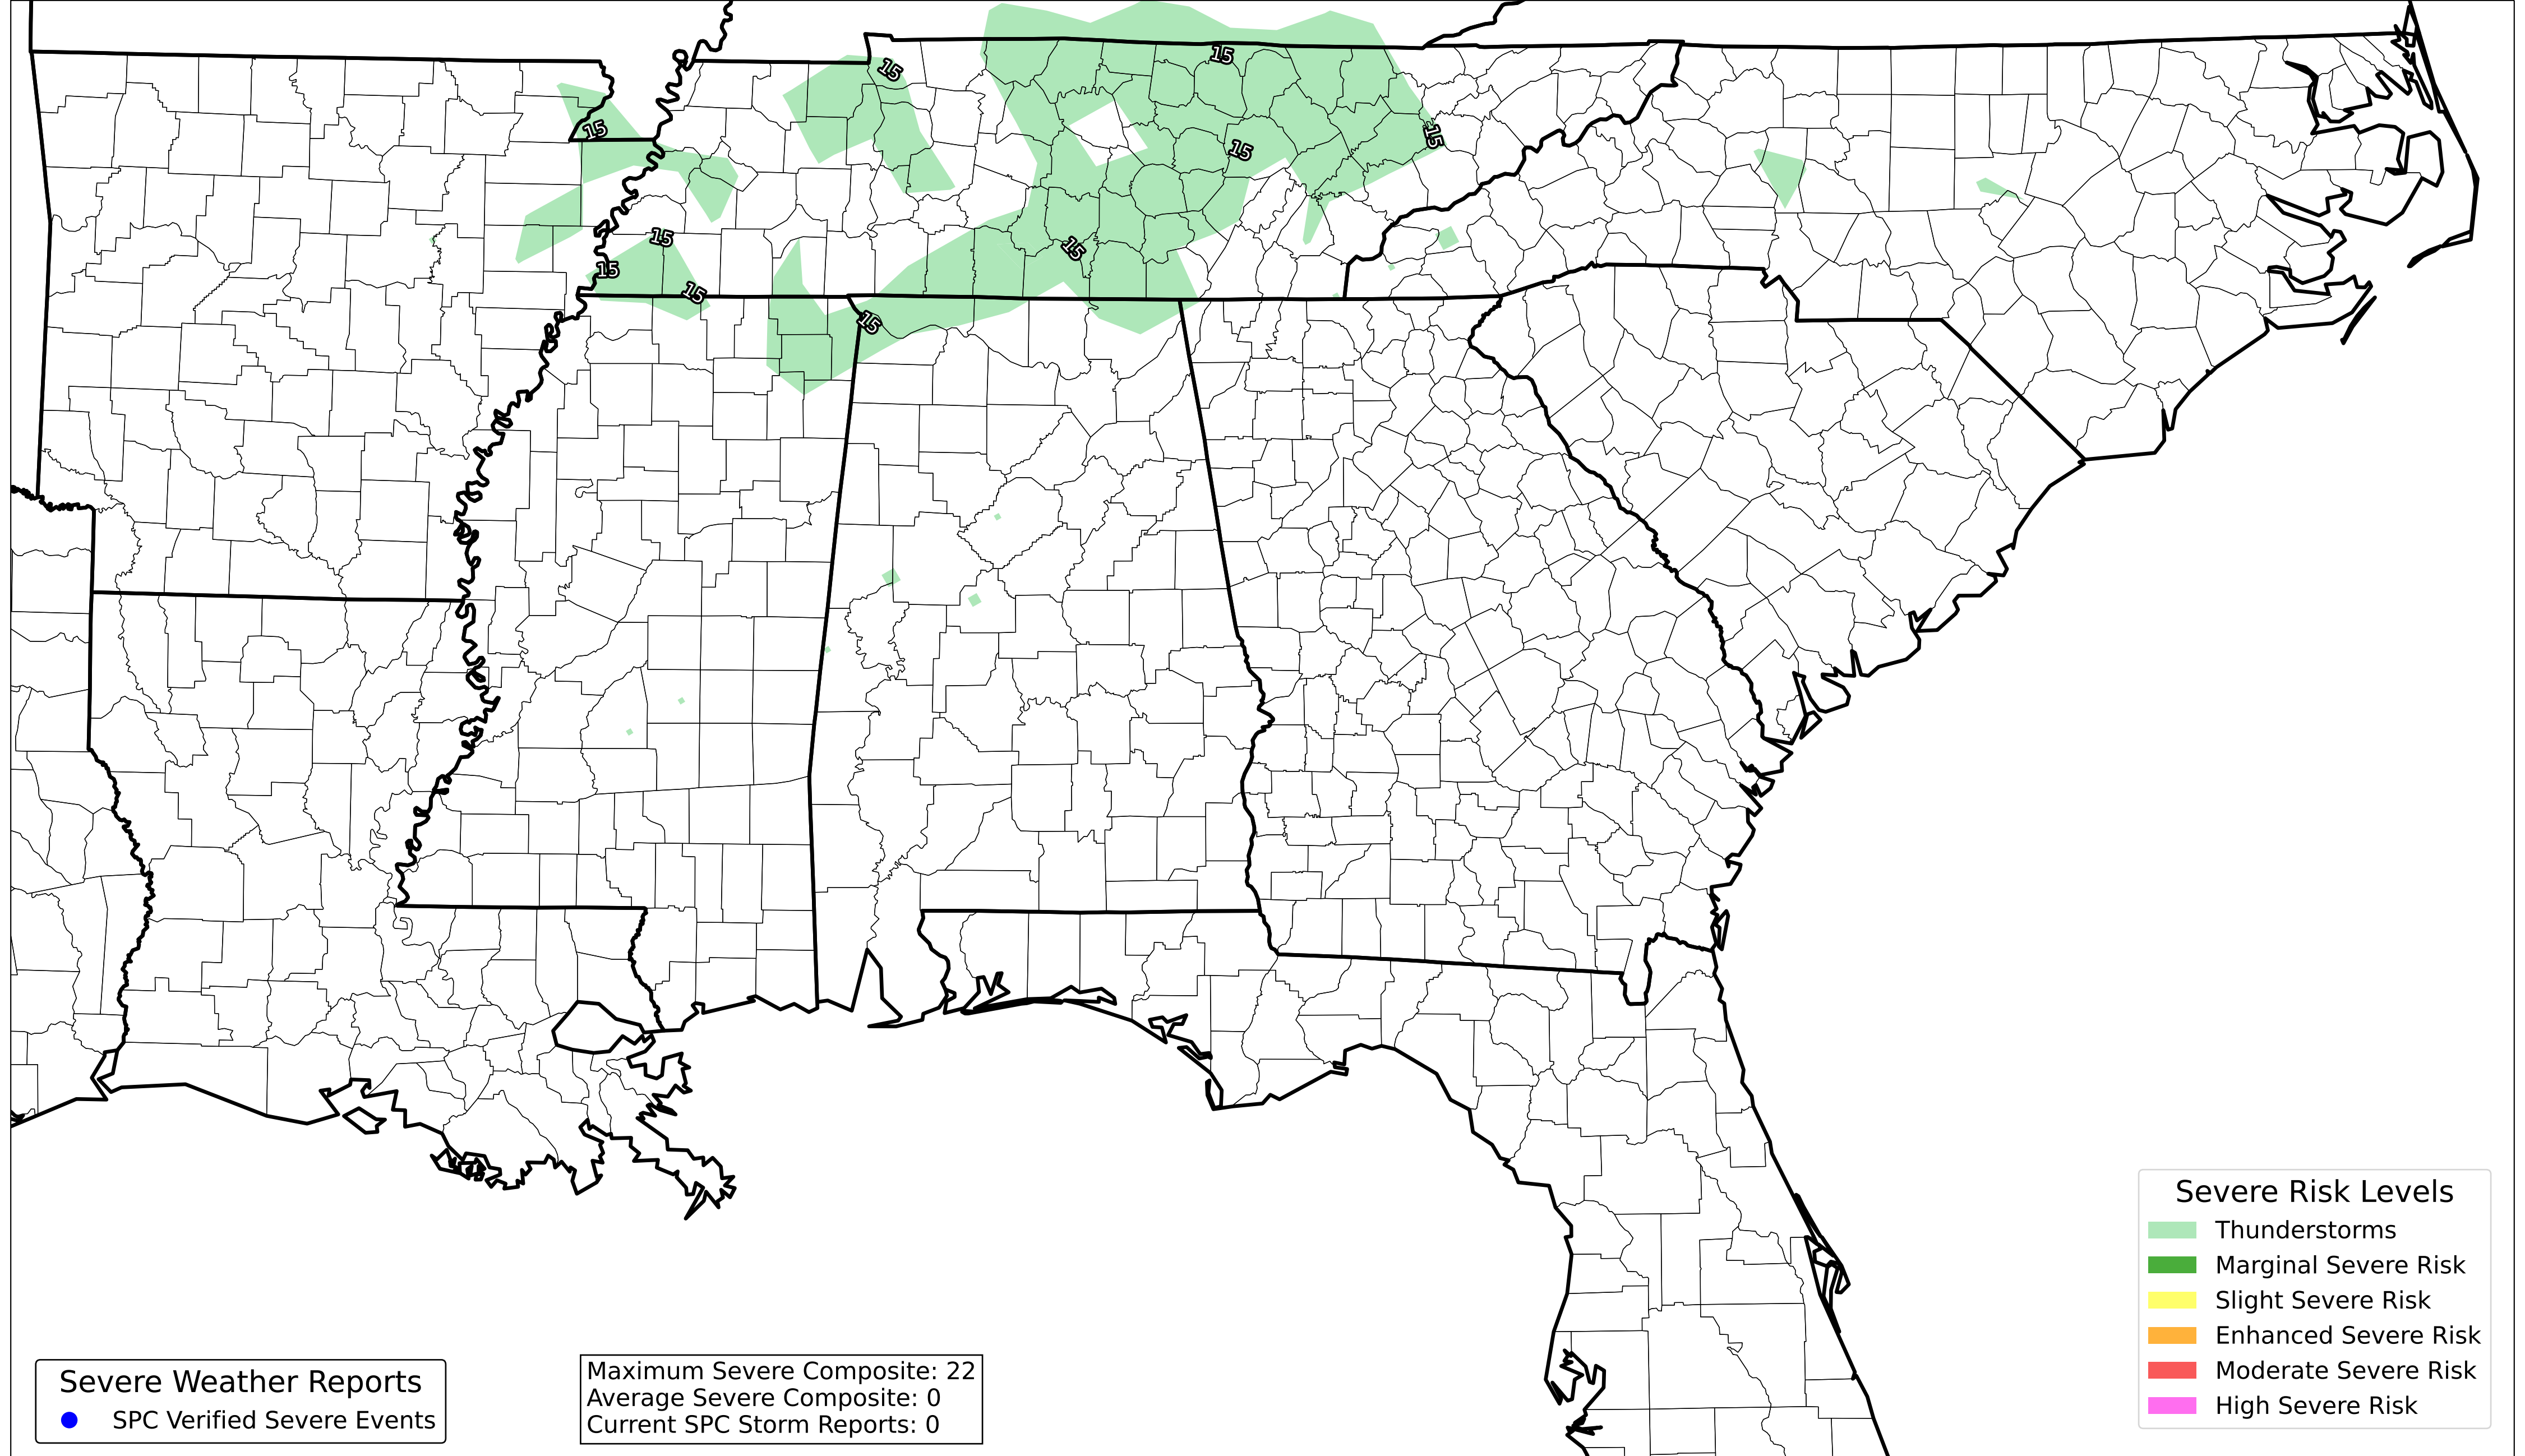 15
15
15
15
15
15
15
15
15
15
Severe Risk Levels
Thunderstorms
Marginal Severe Risk
Slight Severe Risk
Enhanced Severe Risk
Moderate Severe Risk
High Severe Risk
Severe Weather Reports
SPC Verified Severe Events
Maximum Severe Composite: 22
Average Severe Composite: 0
Current SPC Storm Reports: 0